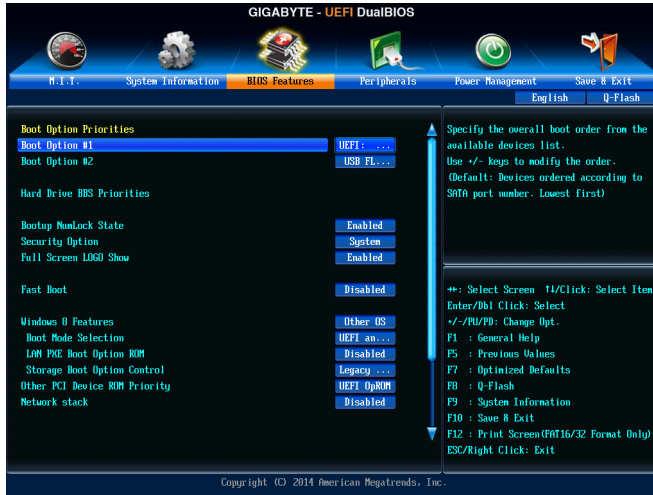 GIGABYTE - UEFI DualBIOS
M.I.T. System Information BIOS Features Peripherals Power Management Save & Exit
English Q-Flash
Boot Option Priorities
Boot Option #1 UEFI: ...
Boot Option #2 USB FL...
Hard Drive BBS Priorities
Bootup NumLock State Enabled
Security Option System
Full Screen LOGO Show Enabled
Fast Boot Disabled
Windows 8 Features Other OS
Boot Mode Selection UEFI an...
LAN PXE Boot Option ROM Disabled
Storage Boot Option Control Legacy ...
Other PCI Device ROM Priority UEFI OpROM
Network stack Disabled
Specify the overall boot order from the
available devices list.
Use +/- keys to modify the order.
(Default: Devices ordered according to
SATA port number. Lowest first)
→←: Select Screen ↑↓/Click: Select Item
Enter/Dbl Click: Select
+/-/PU/PD: Change Opt.
F1 : General Help
F5 : Previous Values
F7 : Optimized Defaults
F8 : Q-Flash
F9 : System Information
F10 : Save & Exit
F12 : Print Screen(FAT16/32 Format Only)
ESC/Right Click: Exit
Copyright (C) 2014 American Megatrends, Inc.